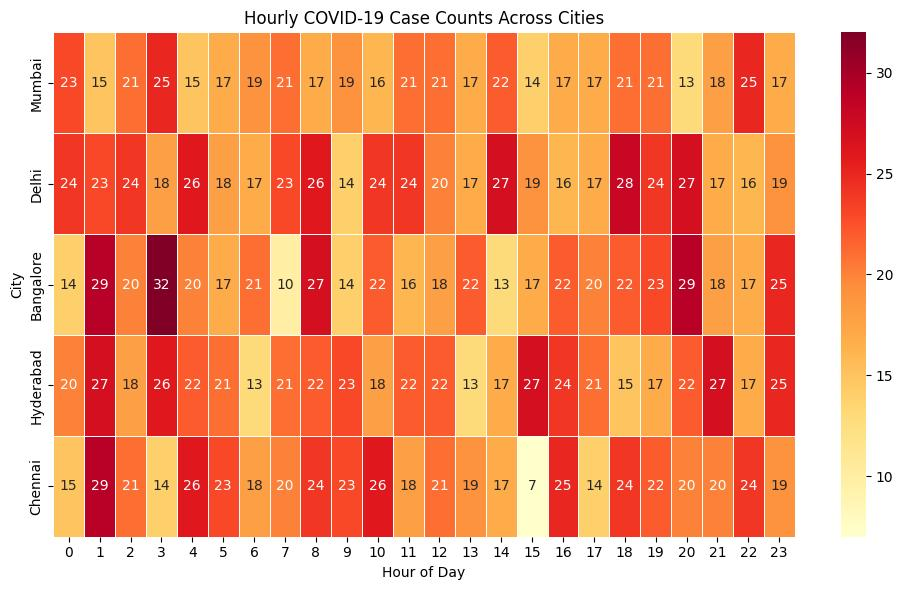 Hourly COVID-19 Case Counts Across Cities
City
Mumbai 23 15 21 25 15 17 19 21 17 19 16 21 21 17 22 14 17 17 21 21 13 18 25 17
Delhi 24 23 24 18 26 18 17 23 26 14 24 24 20 17 27 19 16 17 28 24 27 17 16 19
Bangalore 14 29 20 32 20 17 21 10 27 14 22 16 18 22 13 17 22 20 22 23 29 18 17 25
Hyderabad 20 27 18 26 22 21 13 21 22 23 18 22 22 13 17 27 24 21 15 17 22 27 17 25
Chennai 15 29 21 14 26 23 18 20 24 23 26 18 21 19 17 7 25 14 24 22 20 20 24 19
0 1 2 3 4 5 6 7 8 9 10 11 12 13 14 15 16 17 18 19 20 21 22 23
Hour of Day
30
25
20
15
10